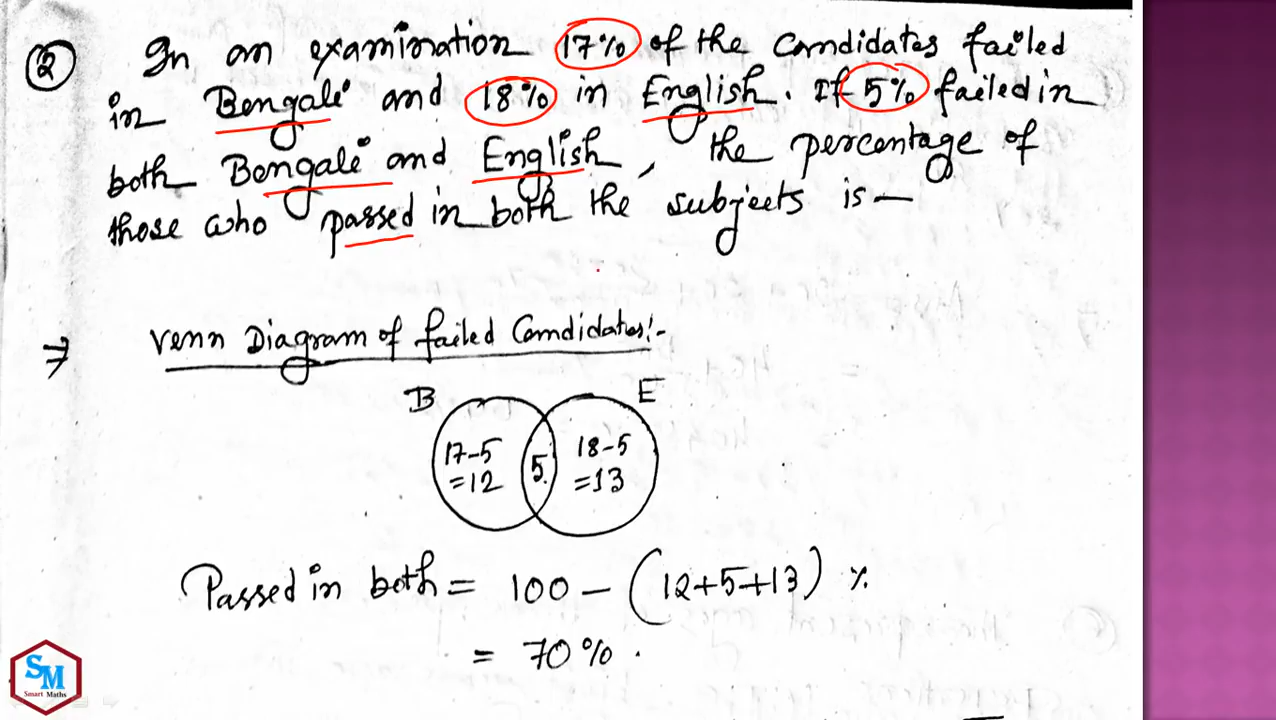 ② In an examination 17% of the candidates failed
in Bengali and 18% in English. If 5% failed in
both Bengali and English, the percentage of
those who passed in both the subjects is —
⇒ Venn Diagram of failed Candidates:-
B E
17-5 5 18-5
=12 =13
Passed in both = 100 - (12+5+13) %
= 70%.
SM
Smart Maths